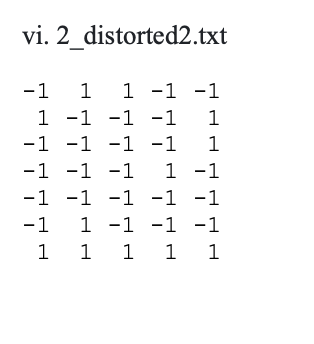 vi. 2_distorted2.txt
-1 1 1 -1 -1
1 -1 -1 -1 1
-1 -1 -1 -1 1
-1 -1 -1 1 -1
-1 -1 -1 -1 -1
-1 1 -1 -1 -1
1 1 1 1 1